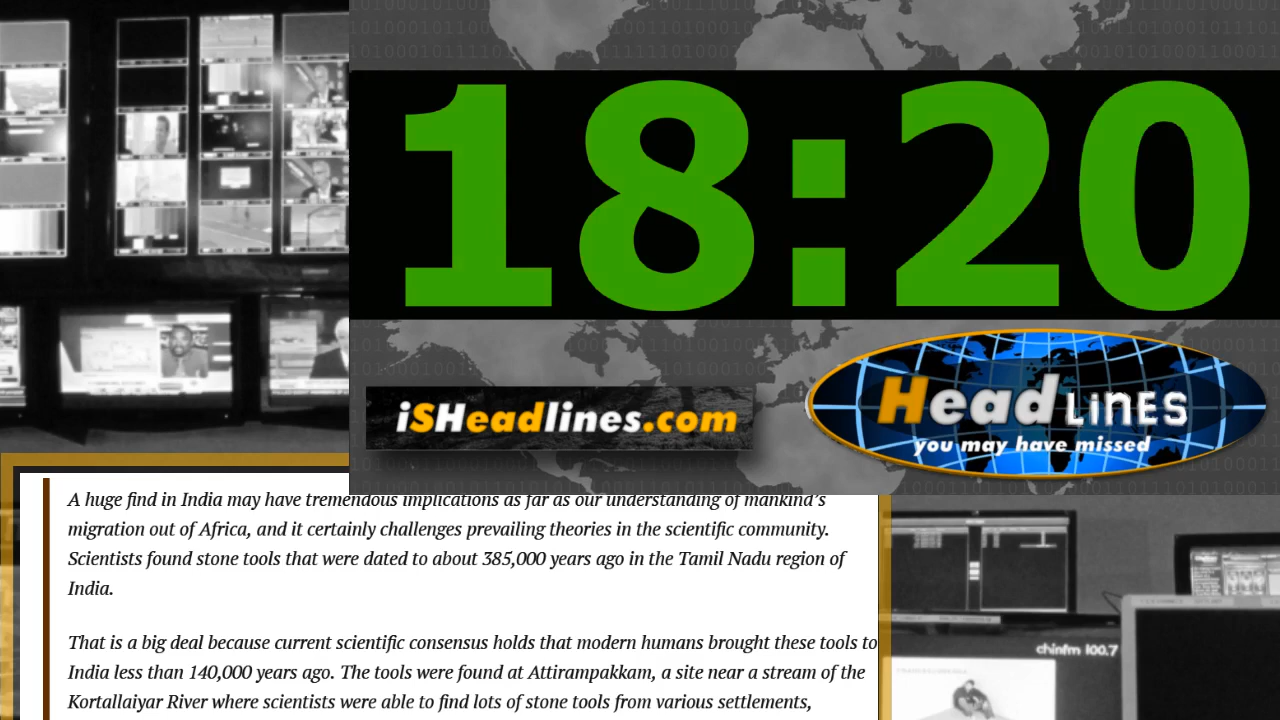 18:20
iSHeadlines.com
HeadLiNES
you may have missed
A huge find in India may have tremendous implications as far as our understanding of mankind's
migration out of Africa, and it certainly challenges prevailing theories in the scientific community.
Scientists found stone tools that were dated to about 385,000 years ago in the Tamil Nadu region of
India.
That is a big deal because current scientific consensus holds that modern humans brought these tools to
India less than 140,000 years ago. The tools were found at Attirampakkam, a site near a stream of the
Kortallaiyar River where scientists were able to find lots of stone tools from various settlements,
chinfm 100.7